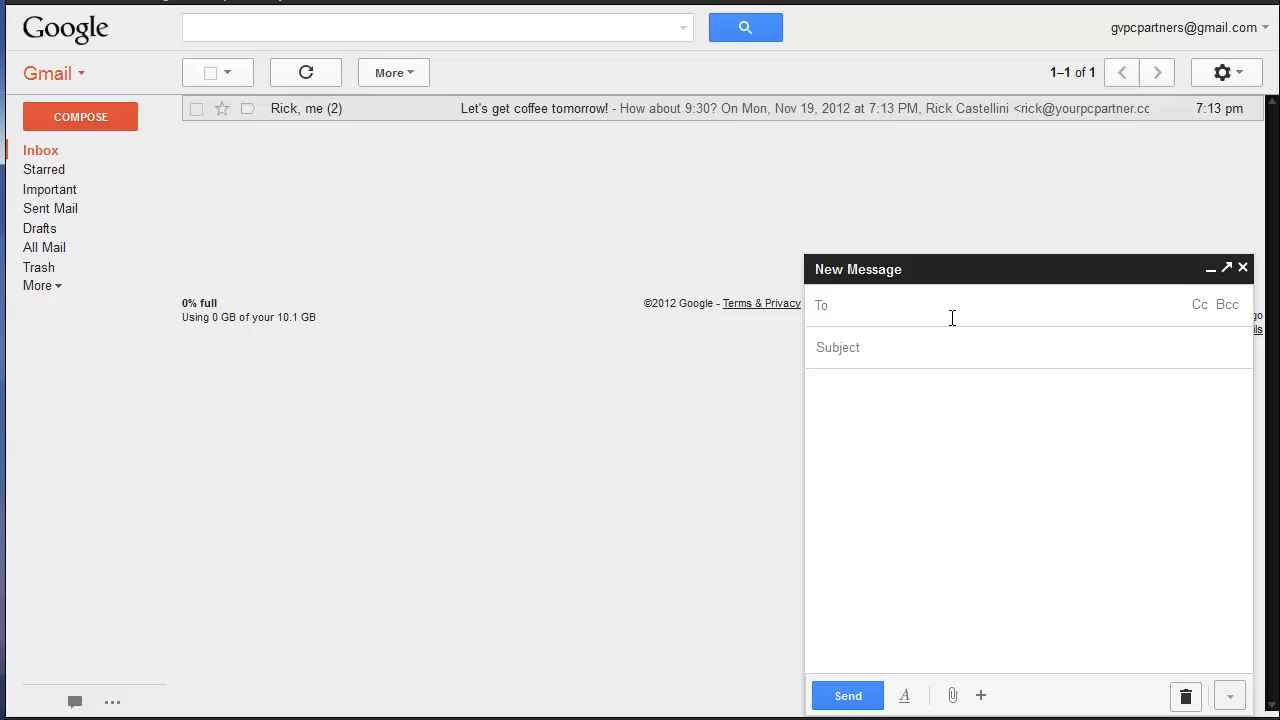 Google
gvpcpartners@gmail.com
Gmail
More
1–1 of 1
COMPOSE
Rick, me (2)
Let's get coffee tomorrow! - How about 9:30? On Mon, Nov 19, 2012 at 7:13 PM, Rick Castellini <rick@yourpcpartner.cc
7:13 pm
Inbox
Starred
Important
Sent Mail
Drafts
All Mail
Trash
More
0% full
Using 0 GB of your 10.1 GB
©2012 Google - Terms & Privacy
New Message
To
Cc Bcc
Subject
Send